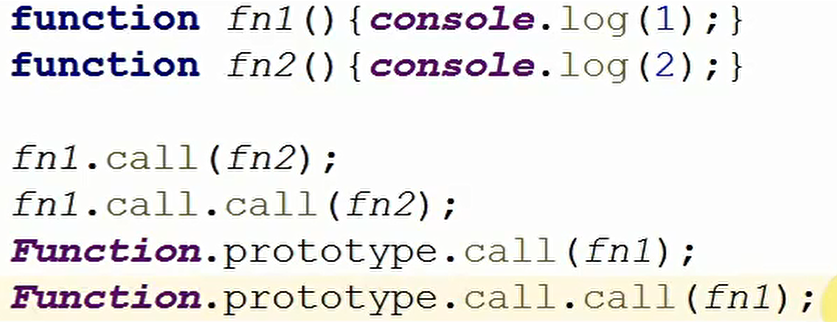 function fn1(){console.log(1);}
function fn2(){console.log(2);}
fn1.call(fn2);
fn1.call.call(fn2);
Function.prototype.call(fn1);
Function.prototype.call.call(fn1);